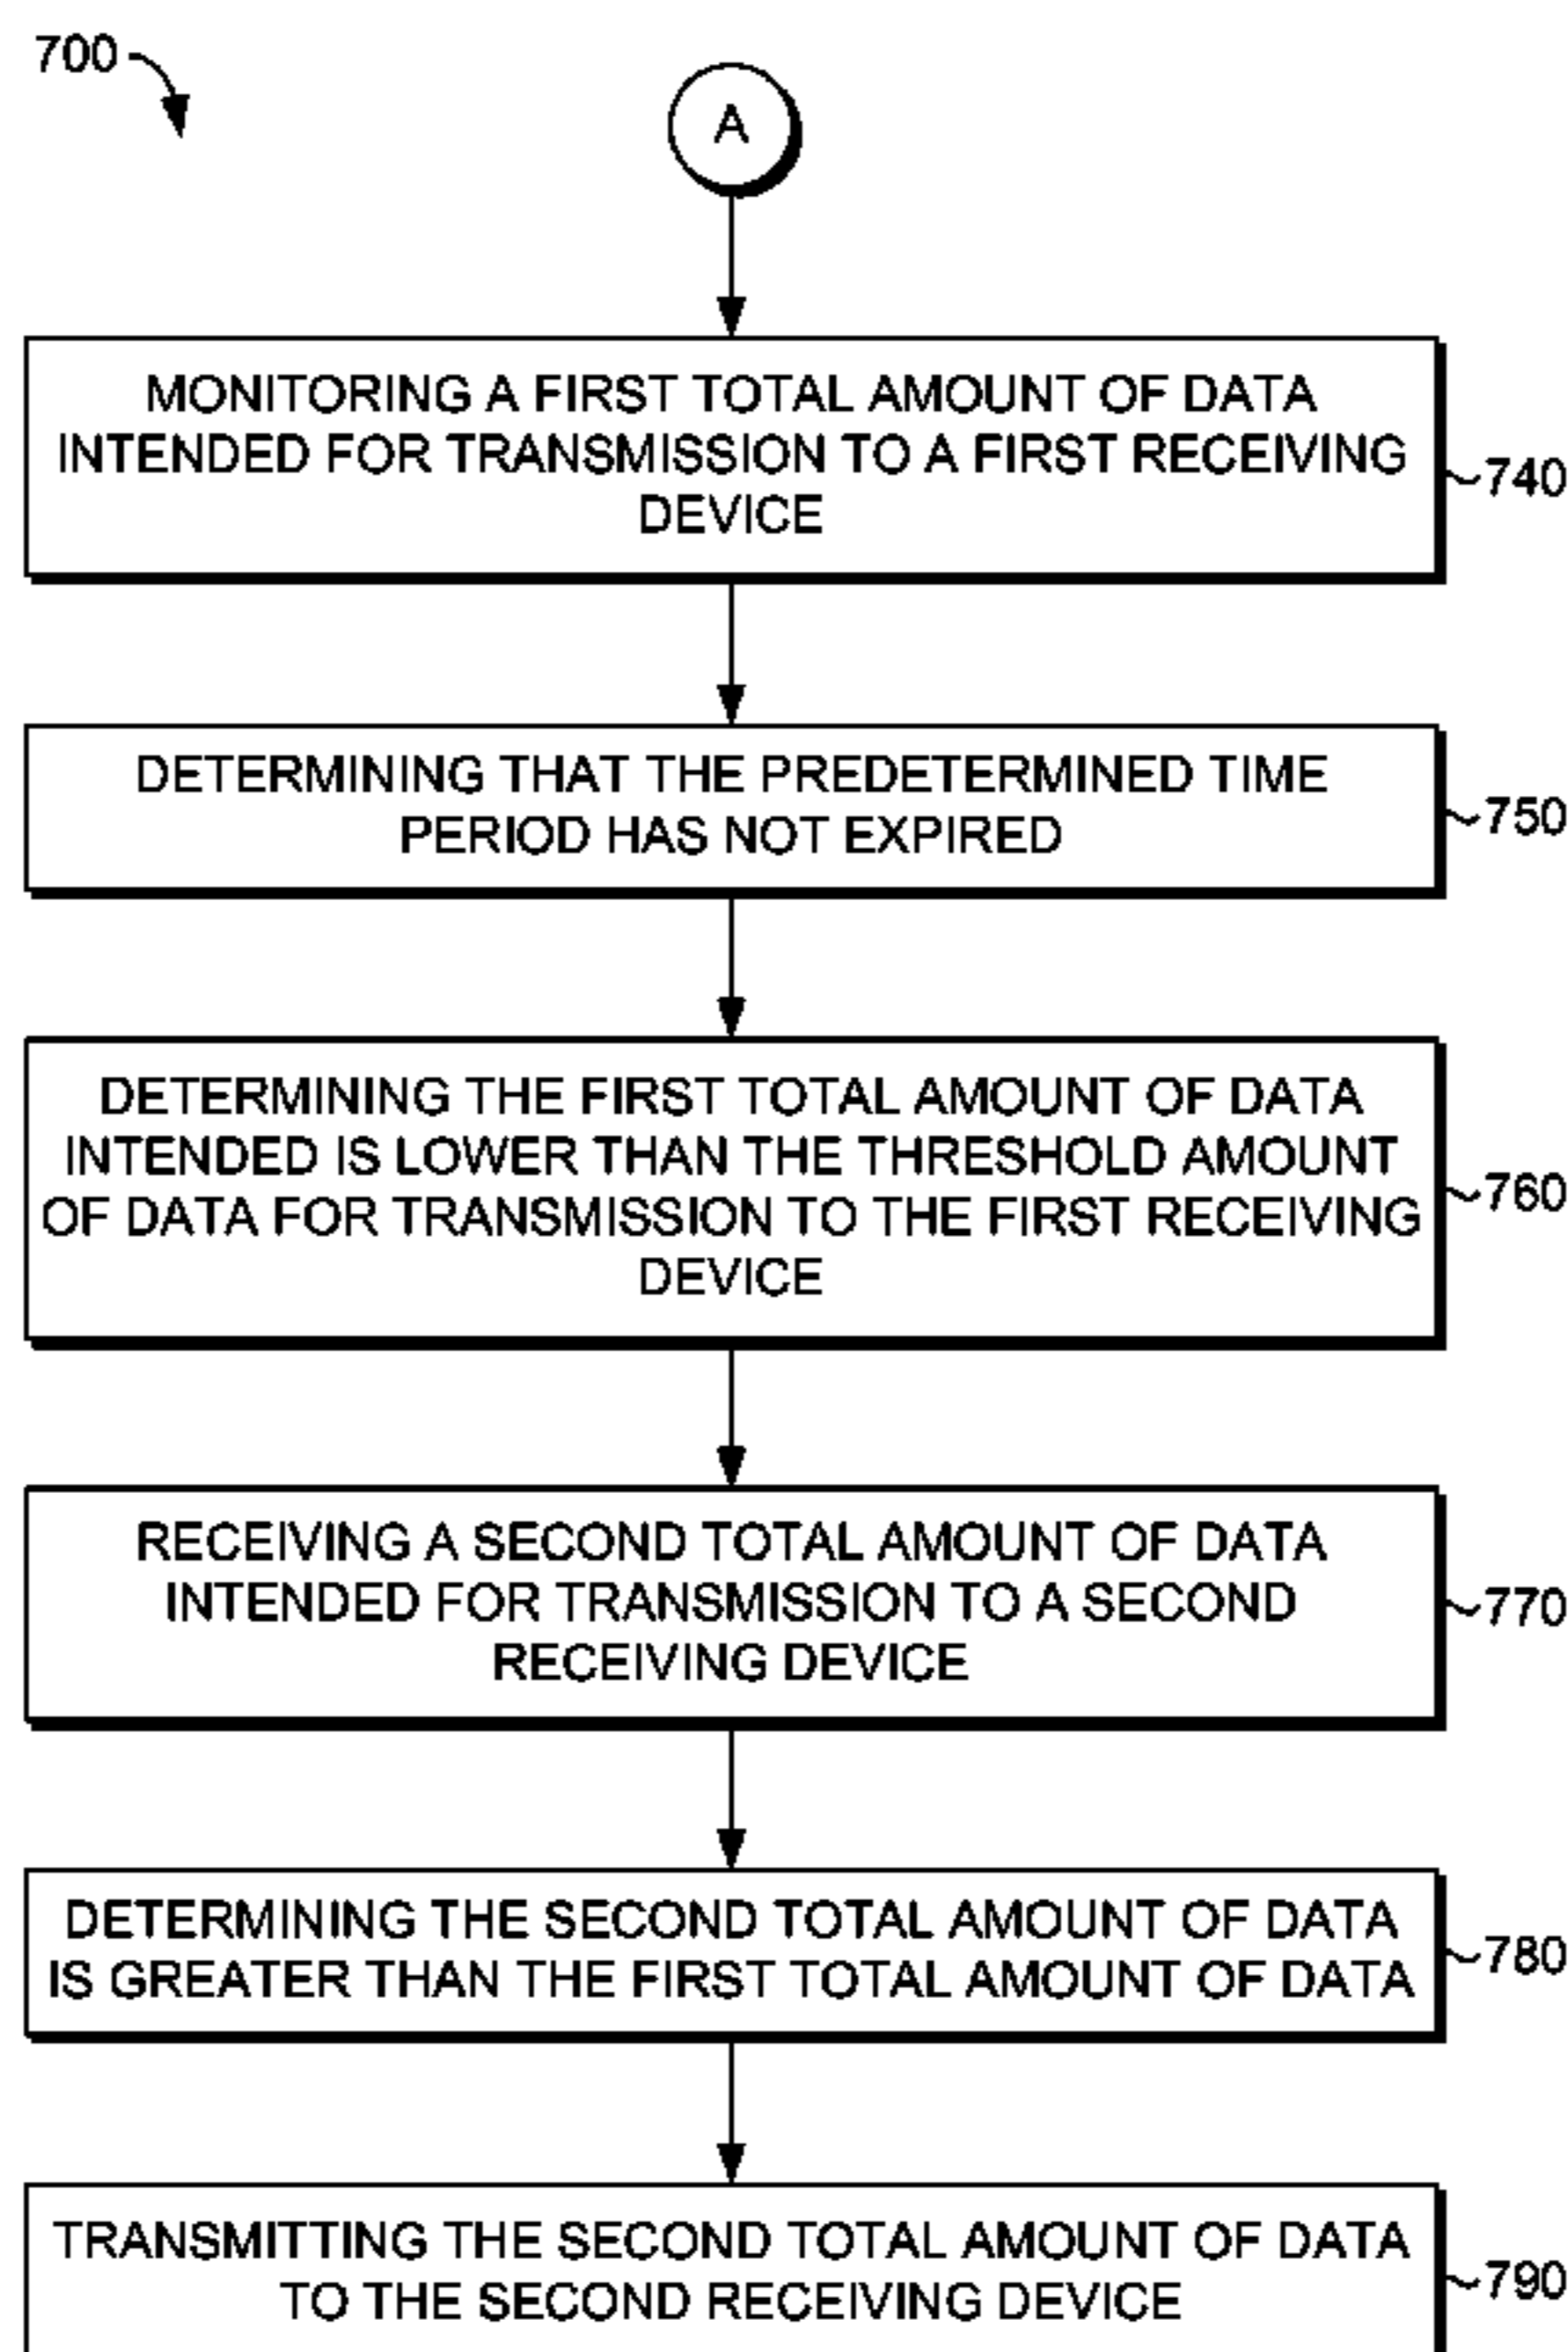 700
A
MONITORING A FIRST TOTAL AMOUNT OF DATA
INTENDED FOR TRANSMISSION TO A FIRST RECEIVING
DEVICE
740
DETERMINING THAT THE PREDETERMINED TIME
PERIOD HAS NOT EXPIRED
750
DETERMINING THE FIRST TOTAL AMOUNT OF DATA
INTENDED IS LOWER THAN THE THRESHOLD AMOUNT
OF DATA FOR TRANSMISSION TO THE FIRST RECEIVING
DEVICE
760
RECEIVING A SECOND TOTAL AMOUNT OF DATA
INTENDED FOR TRANSMISSION TO A SECOND
RECEIVING DEVICE
770
DETERMINING THE SECOND TOTAL AMOUNT OF DATA
IS GREATER THAN THE FIRST TOTAL AMOUNT OF DATA
780
TRANSMITTING THE SECOND TOTAL AMOUNT OF DATA
TO THE SECOND RECEIVING DEVICE
790